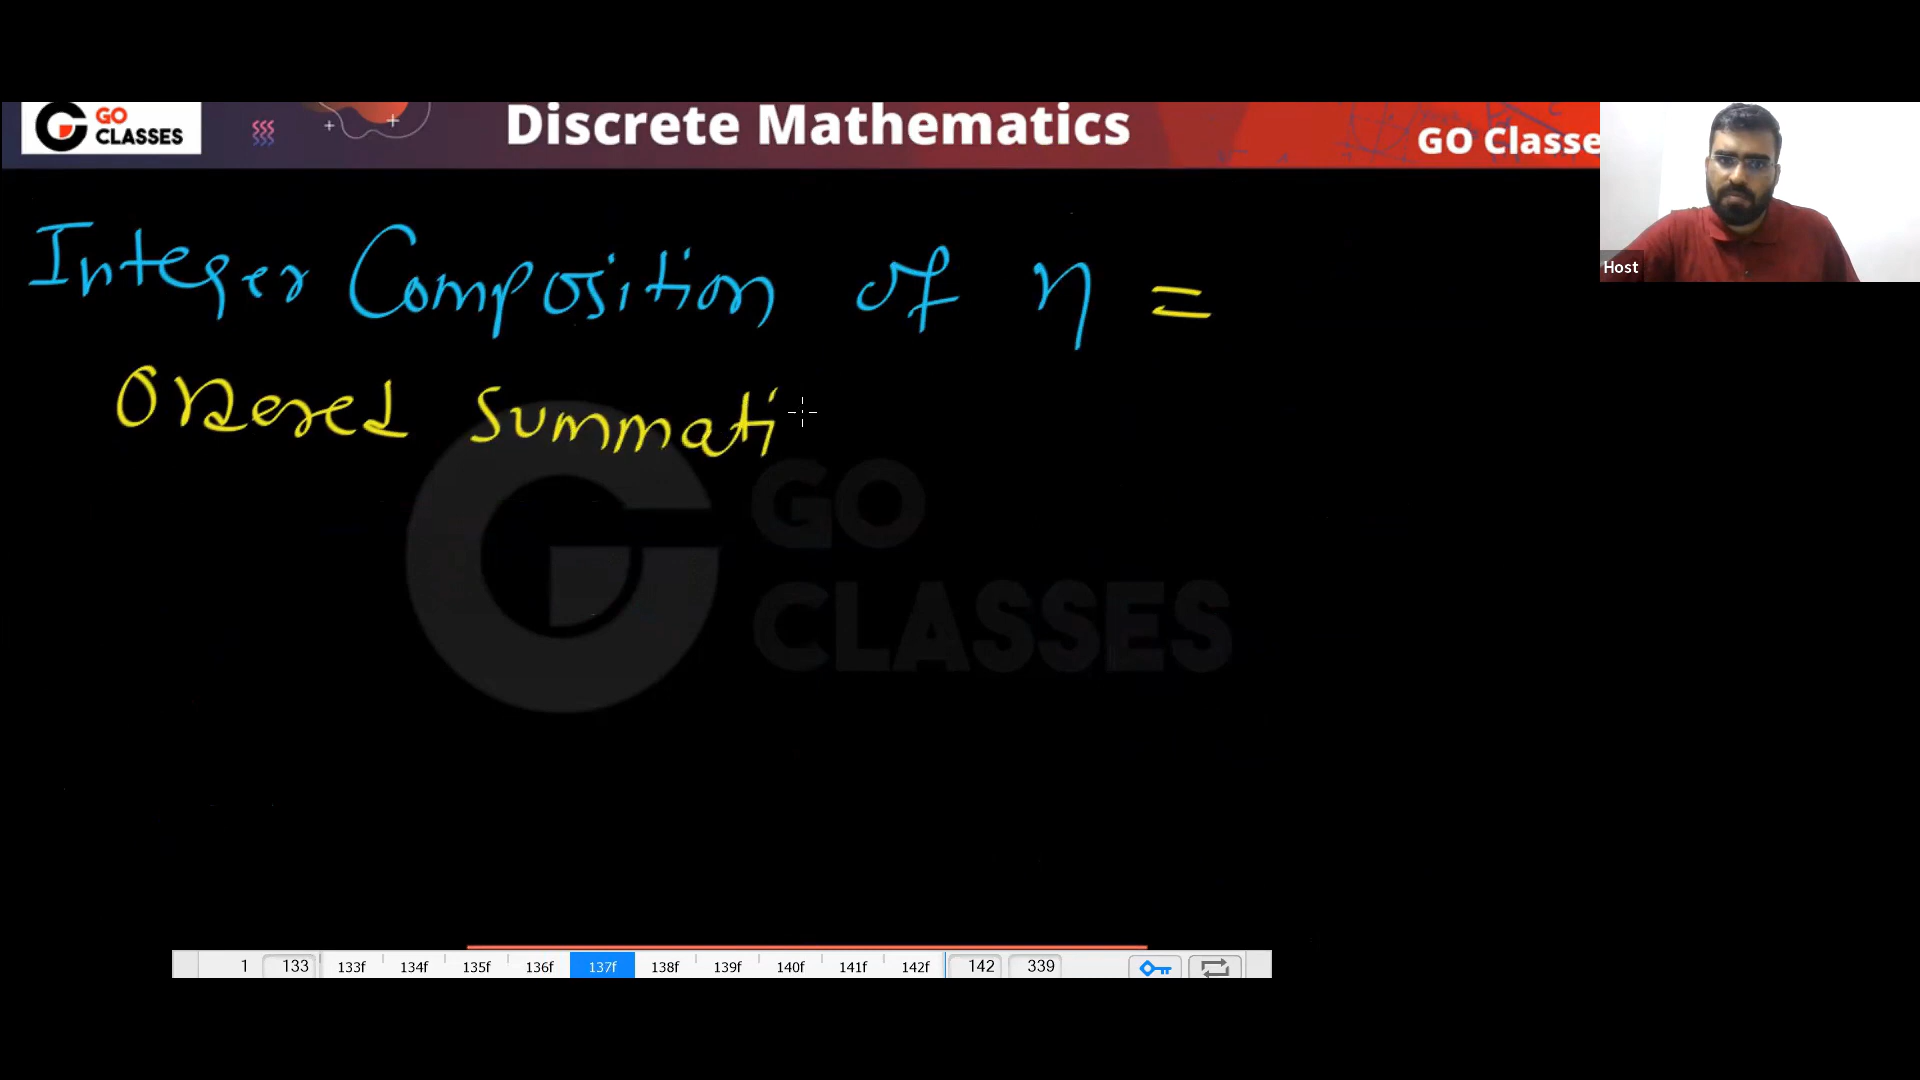 GO
CLASSES
Discrete Mathematics
GO Classe
Host
Integer Composition of n =
Ordered Summati
GO
CLASSES
1 133 133f 134f 135f 136f 137f 138f 139f 140f 141f 142f 142 339